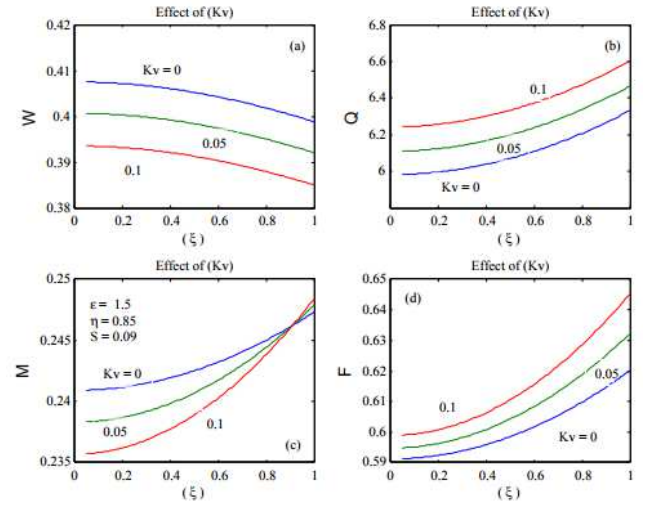 Effect of (Kv)
0.42
0.41
0.4
0.39
0.38
W
(a)
Kv = 0
0.05
0.1
0 0.2 0.4 0.6 0.8 1
( ξ )
Effect of (Kv)
6.8
6.6
6.4
6.2
6
Q
(b)
0.1
0.05
Kv = 0
0 0.2 0.4 0.6 0.8 1
( ξ )
Effect of (Kv)
0.25
0.245
0.24
0.235
M
ε = 1.5
η = 0.85
S = 0.09
Kv = 0
0.05
0.1
(c)
0 0.2 0.4 0.6 0.8 1
( ξ )
Effect of (Kv)
0.65
0.64
0.63
0.62
0.61
0.6
0.59
F
(d)
0.1
0.05
Kv = 0
0 0.2 0.4 0.6 0.8 1
( ξ )